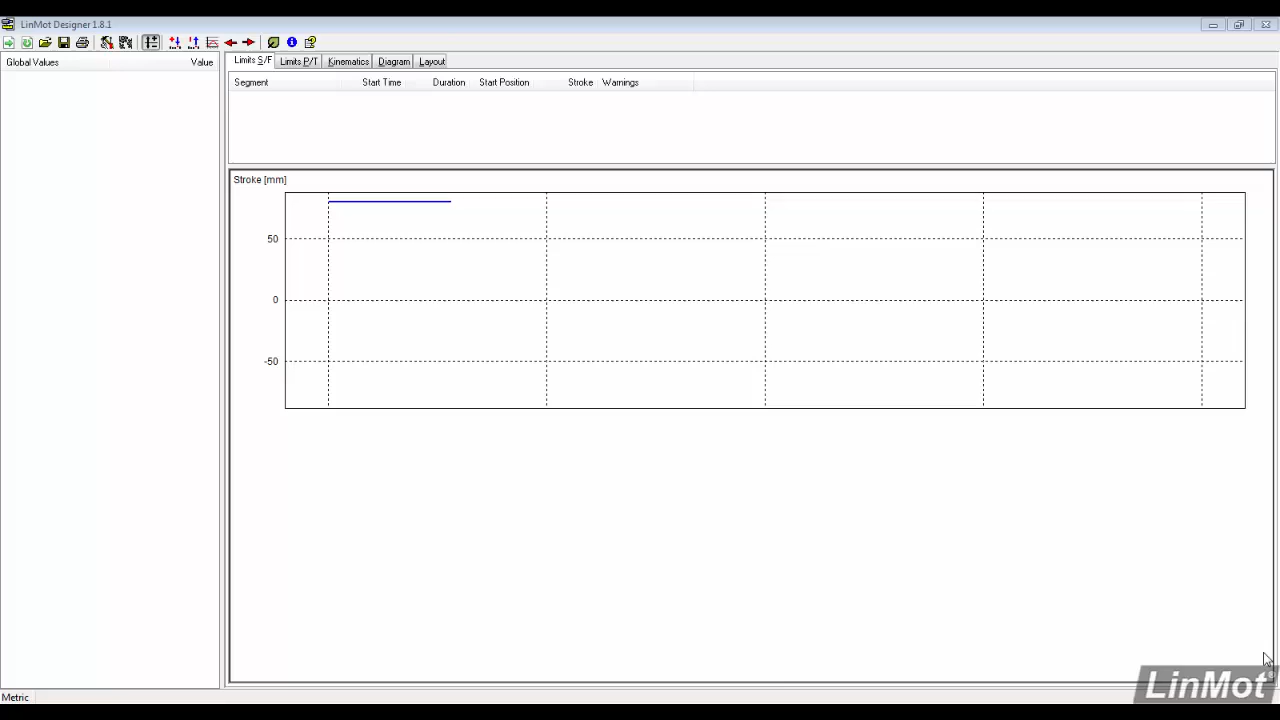 LinMot Designer 1.8.1
Global Values Value
Limits S/F Limits P/T Kinematics Diagram Layout
Segment Start Time Duration Start Position Stroke Warnings
Stroke [mm]
50
0
-50
LinMot
Metric